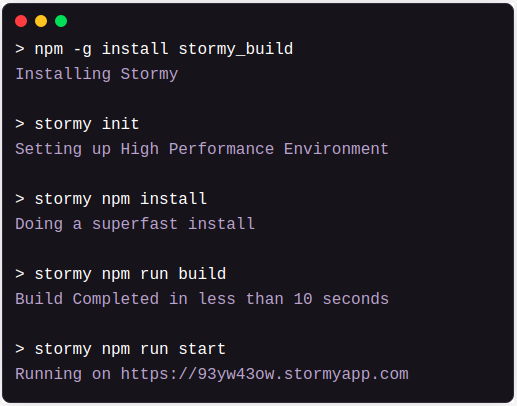 > npm -g install stormy_build
Installing Stormy
> stormy init
Setting up High Performance Environment
> stormy npm install
Doing a superfast install
> stormy npm run build
Build Completed in less than 10 seconds
> stormy npm run start
Running on https://93yw43ow.stormyapp.com